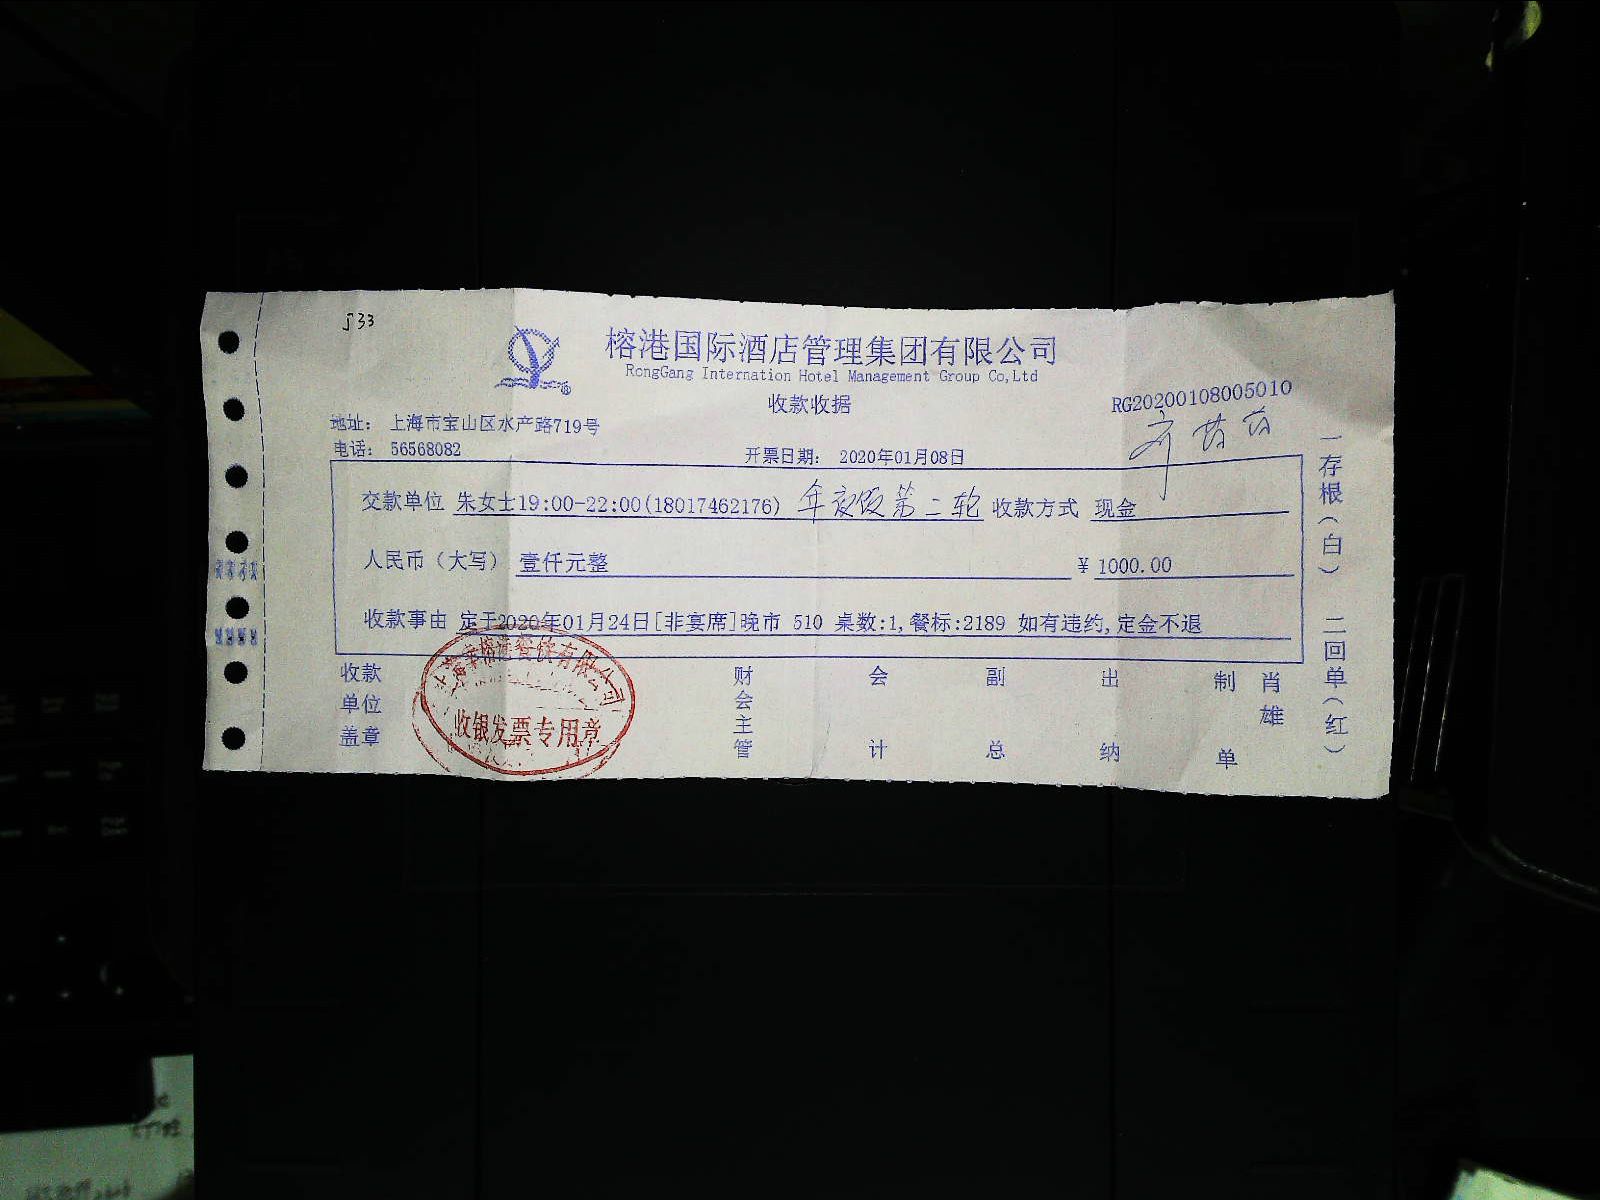 533
榕港国际酒店管理集团有限公司
RongGang Internation Hotel Management Group Co,Ltd
收款收据
RG20200108005010
地址: 上海市宝山区水产路719号
电话: 56568082
开票日期: 2020年01月08日
交款单位 朱女士19:00-22:00(18017462176) 年夜饭第二轮 收款方式 现金
人民币(大写) 壹仟元整 ¥ 1000.00
收款事由 定于2020年01月24日[非宴席]晚市 510 桌数:1,餐标:2189 如有违约,定金不退
收款单位盖章
收银发票专用章
财会主管 会计 副总 出纳 制单 肖雄
一存根(白) 二回单(红)